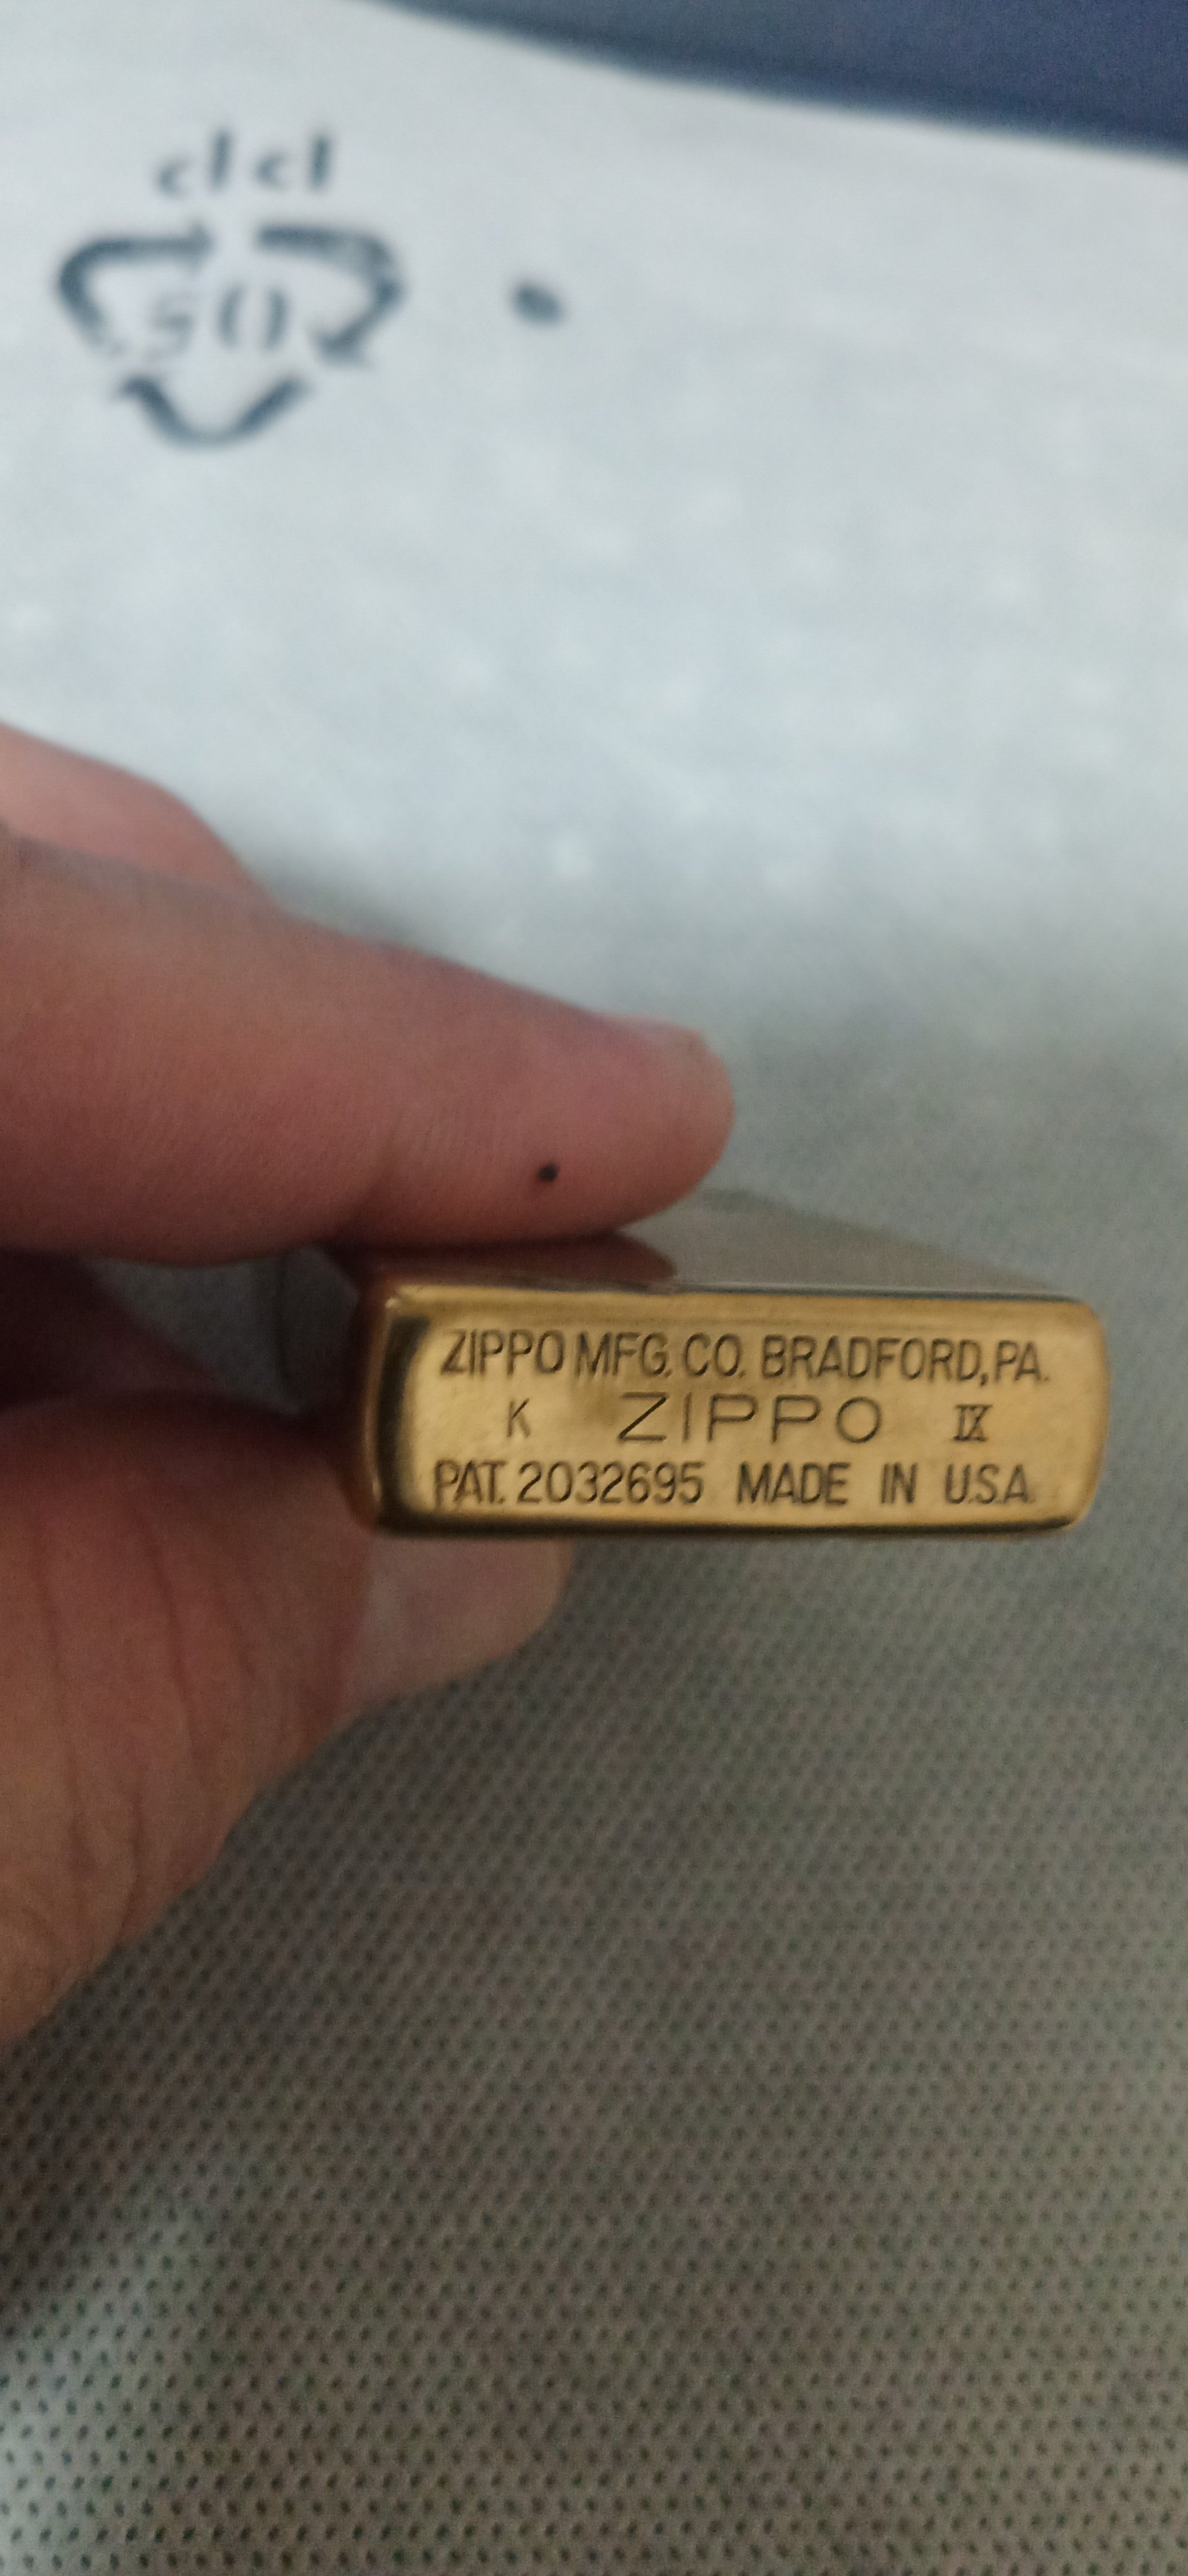 50
ZIPPO MFG. CO. BRADFORD, PA.
K ZIPPO IX
PAT. 2032695 MADE IN U.S.A.